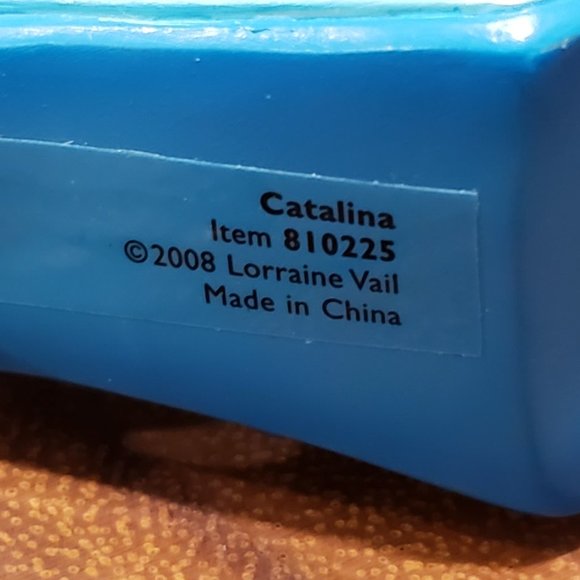 Catalina
Item 810225
©2008 Lorraine Vail
Made in China